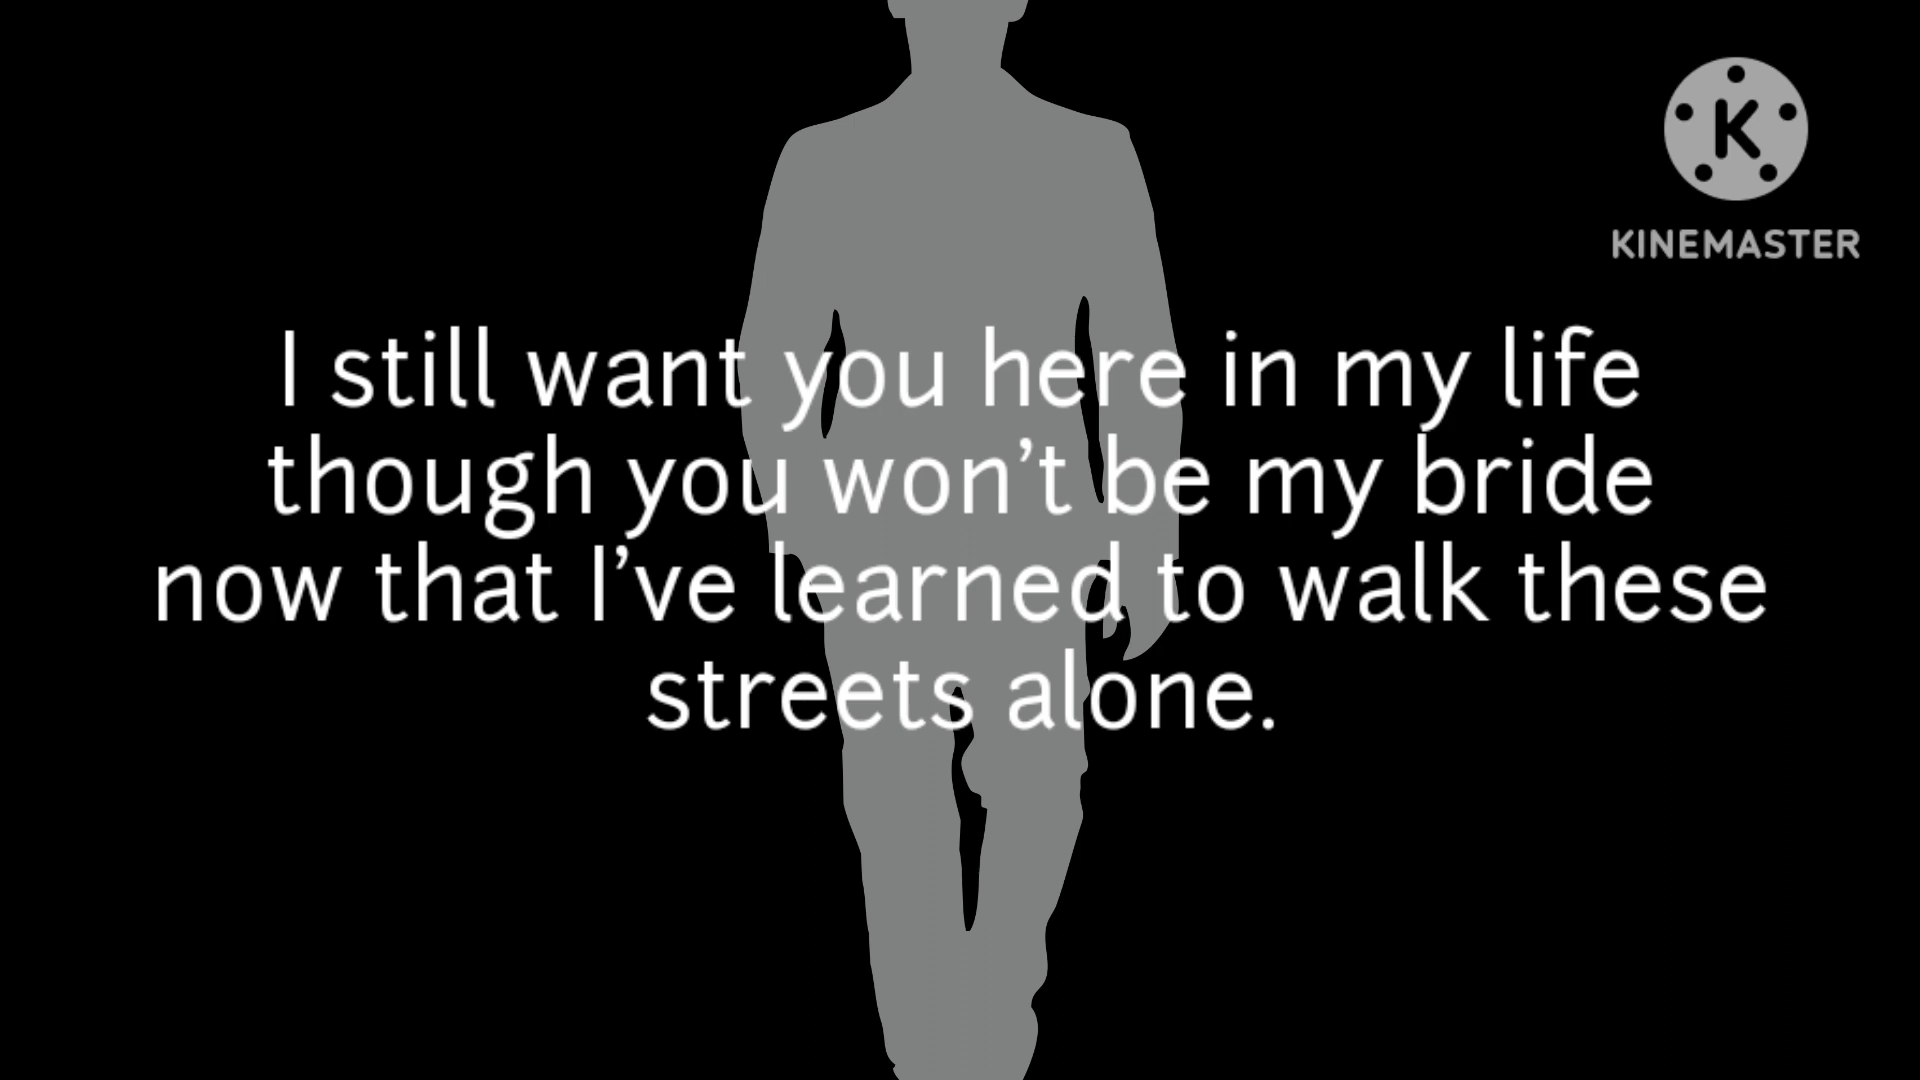 K
KINEMASTER
I still want you here in my life
though you won’t be my bride
now that I’ve learned to walk these
streets alone.